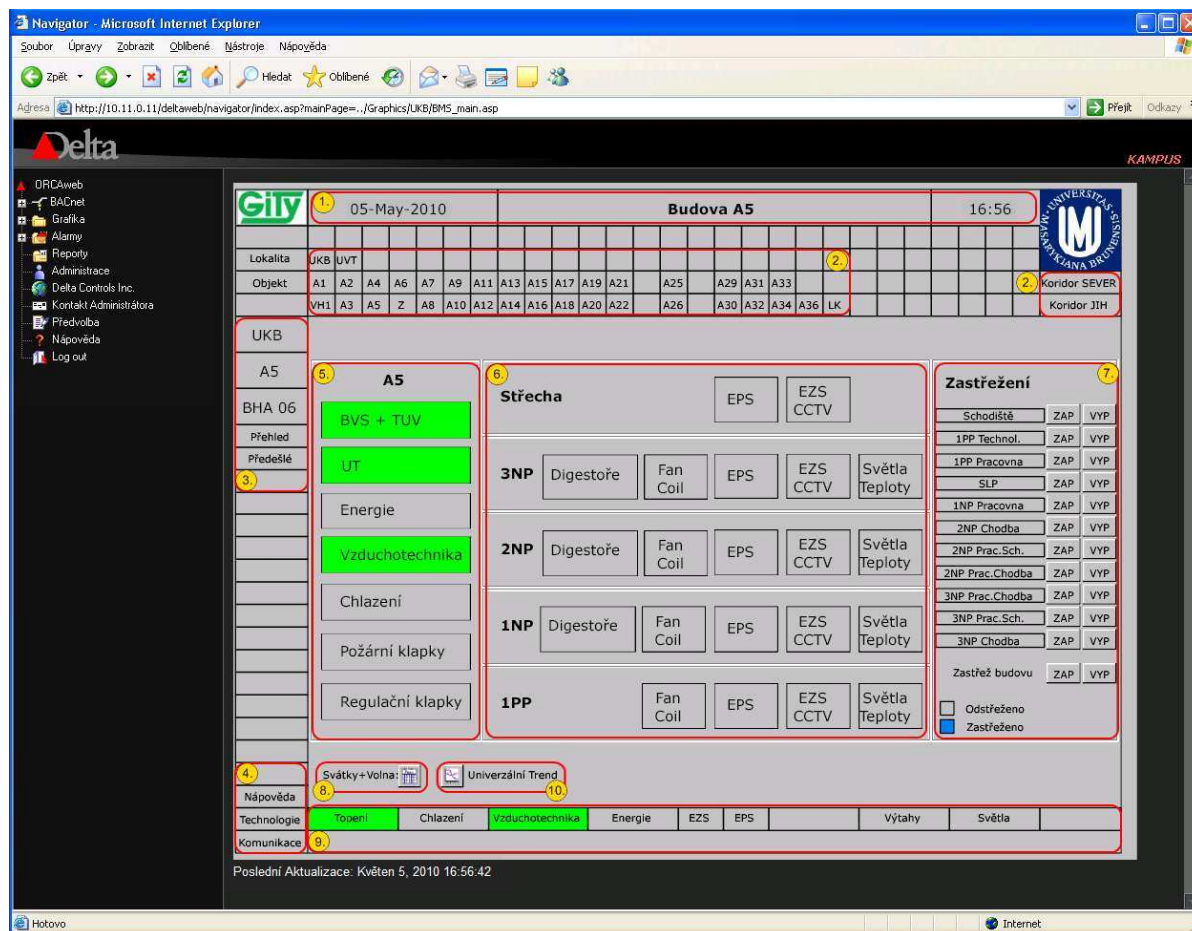 Navigator - Microsoft Internet Explorer
Soubor Úpravy Zobrazit Oblíbené Nástroje Nápověda
Zpět Hledat Oblíbené
Adresa http://10.11.0.11/deltaweb/navigator/index.asp?mainPage=../Graphics/UKB/BMS_main.asp Přejít Odkazy
Delta
KAMPUS
ORCAweb
BACnet
Grafika
Alarmy
Reporty
Administrace
Delta Controls Inc.
Kontakt Administrátora
Předvolba
Nápověda
Log out
GiTy 1. 05-May-2010 Budova A5 16:56
UNIVERSITAS MASARYKIANA BRUNENSIS
Lokalita UKB UVT 2.
Objekt A1 A2 A4 A6 A7 A9 A11 A13 A15 A17 A19 A21 A25 A29 A31 A33 2. Koridor SEVER
VH1 A3 A5 Z A8 A10 A12 A14 A16 A18 A20 A22 A26 A30 A32 A34 A36 LK Koridor JIH
UKB
A5
BHA 06
Přehled
Předešlé
3.
5. A5
BVS + TUV
UT
Energie
Vzduchotechnika
Chlazení
Požární klapky
Regulační klapky
6.
Střecha EPS EZS CCTV
3NP Digestoře Fan Coil EPS EZS CCTV Světla Teploty
2NP Digestoře Fan Coil EPS EZS CCTV Světla Teploty
1NP Digestoře Fan Coil EPS EZS CCTV Světla Teploty
1PP Fan Coil EPS EZS CCTV Světla Teploty
7.
Zastřežení
Schodiště ZAP VYP
1PP Technol. ZAP VYP
1PP Pracovna ZAP VYP
SLP ZAP VYP
1NP Pracovna ZAP VYP
2NP Chodba ZAP VYP
2NP Prac.Sch. ZAP VYP
2NP Prac.Chodba ZAP VYP
3NP Prac.Chodba ZAP VYP
3NP Prac.Sch. ZAP VYP
3NP Chodba ZAP VYP
Zastřež budovu ZAP VYP
Odstřeženo
Zastřeženo
4.
Nápověda
Technologie
Komunikace
Svátky+Volna:
8.
Univerzální Trend
10.
Topení Chlazení Vzduchotechnika Energie EZS EPS Výtahy Světla
9.
Poslední Aktualizace: Květen 5, 2010 16:56:42
Hotovo Internet